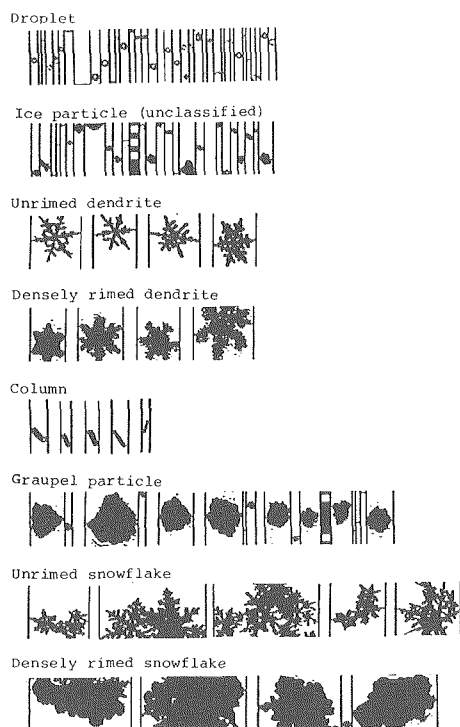 Droplet
Ice particle (unclassified)
Unrimed dendrite
Densely rimed dendrite
Column
Graupel particle
Unrimed snowflake
Densely rimed snowflake